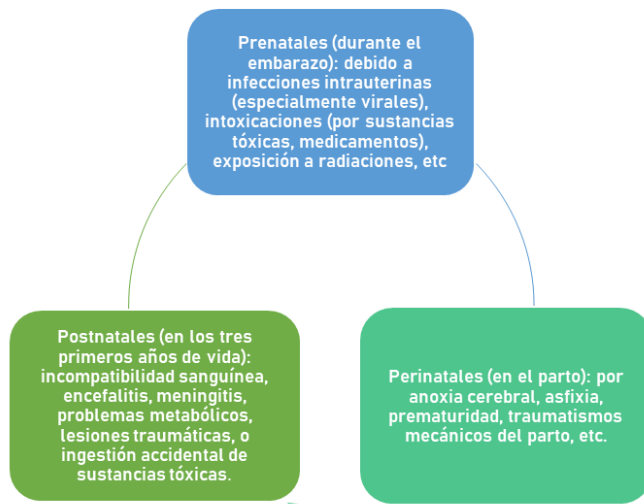 Prenatales (durante el
embarazo): debido a
infecciones intrauterinas
(especialmente virales),
intoxicaciones (por sustancias
tóxicas, medicamentos),
exposición a radiaciones, etc
Postnatales (en los tres
primeros años de vida):
incompatibilidad sanguínea,
encefalitis, meningitis,
problemas metabólicos,
lesiones traumáticas, o
ingestión accidental de
sustancias tóxicas.
Perinatales (en el parto): por
anoxia cerebral, asfixia,
prematuridad, traumatismos
mecánicos del parto, etc.